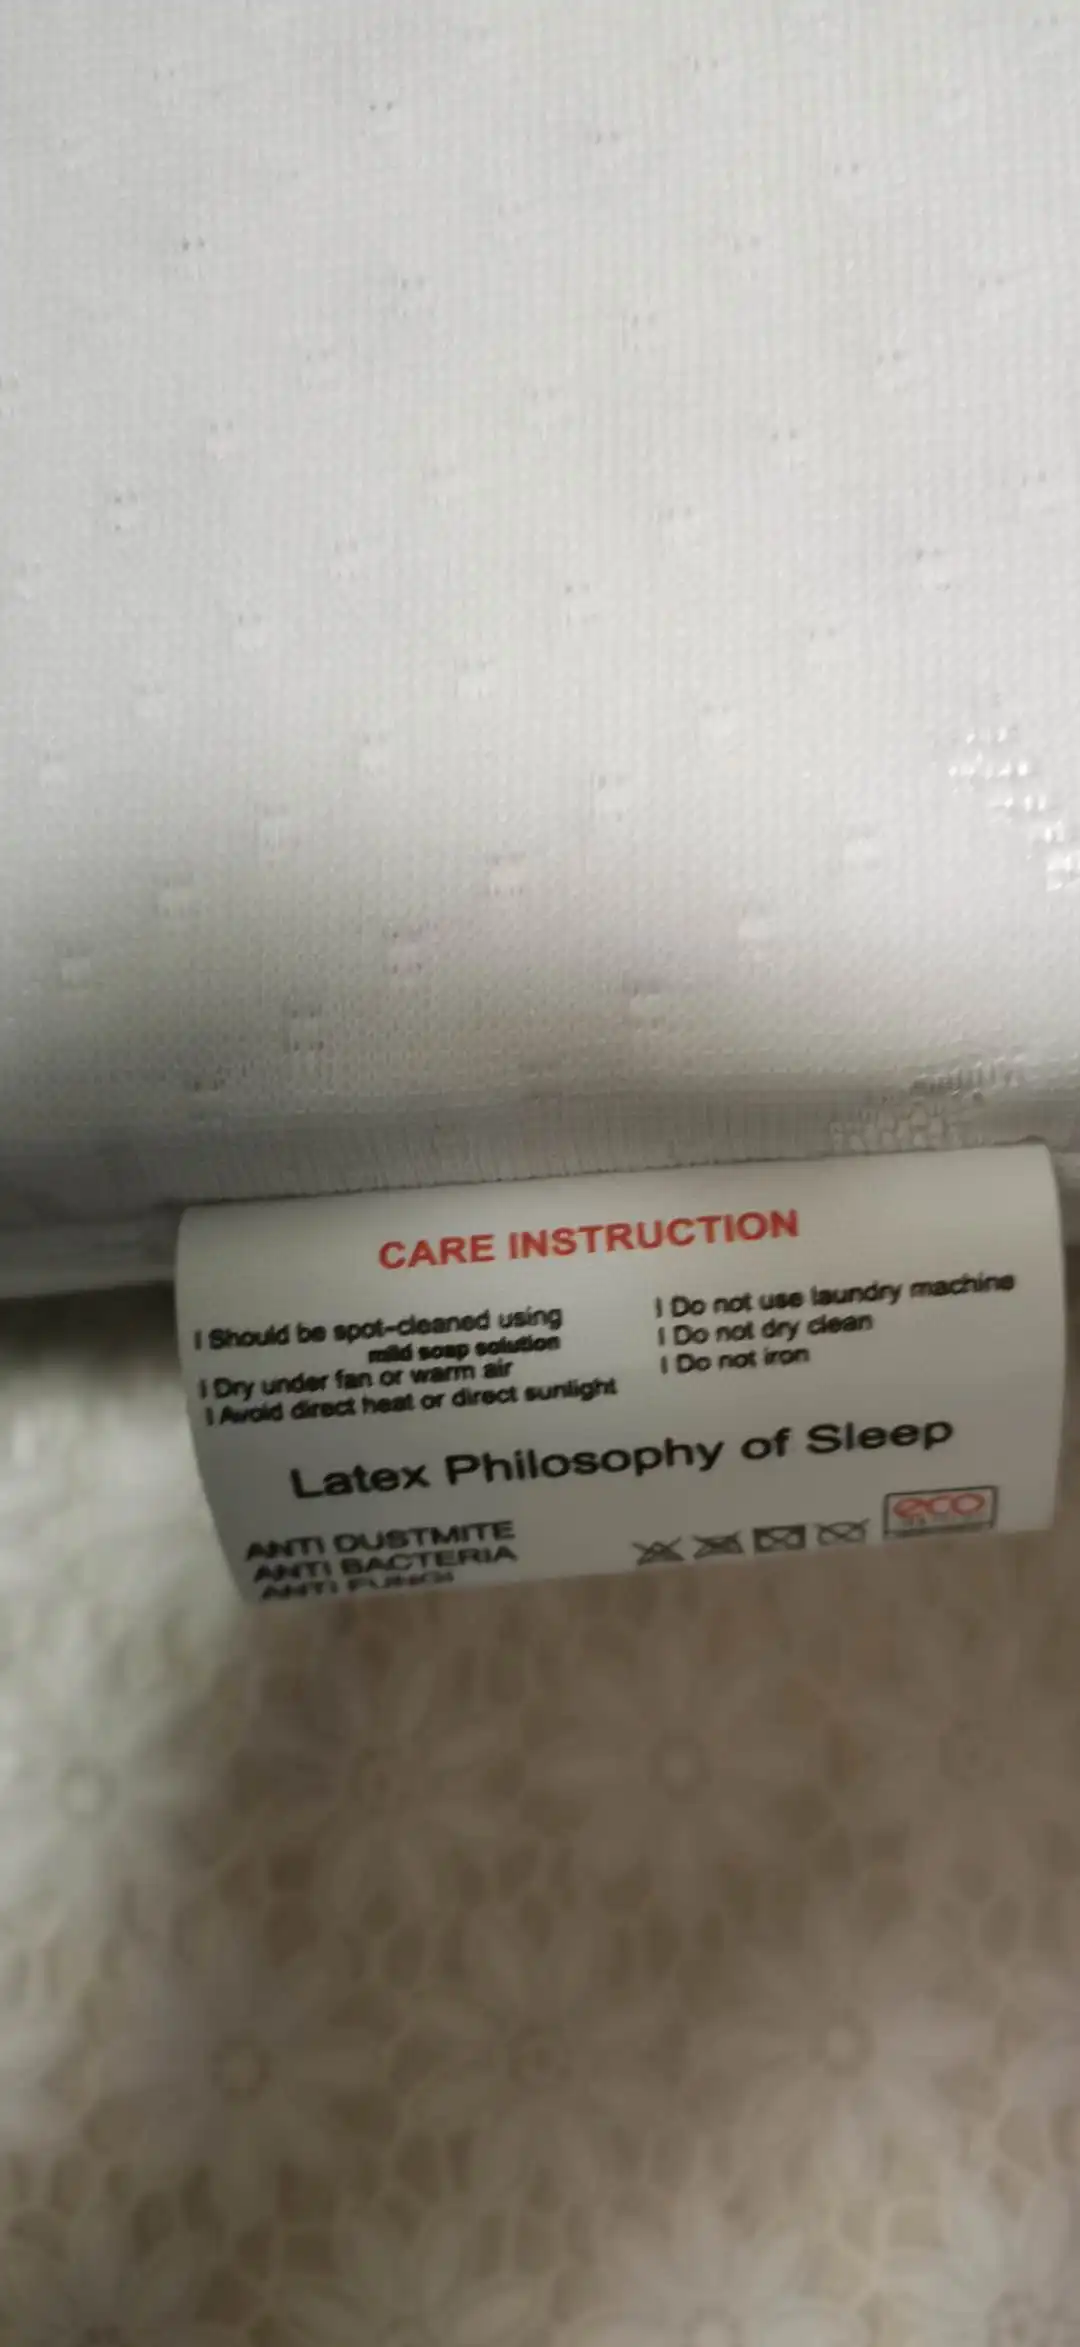 CARE INSTRUCTION
I Should be spot-cleaned using
mild soap solution
I Dry under fan or warm air
I Avoid direct heat or direct sunlight
I Do not use laundry machine
I Do not dry clean
I Do not iron
Latex Philosophy of Sleep
ANTI DUSTMITE
ANTI BACTERIA
ANTI FUNGI
eco